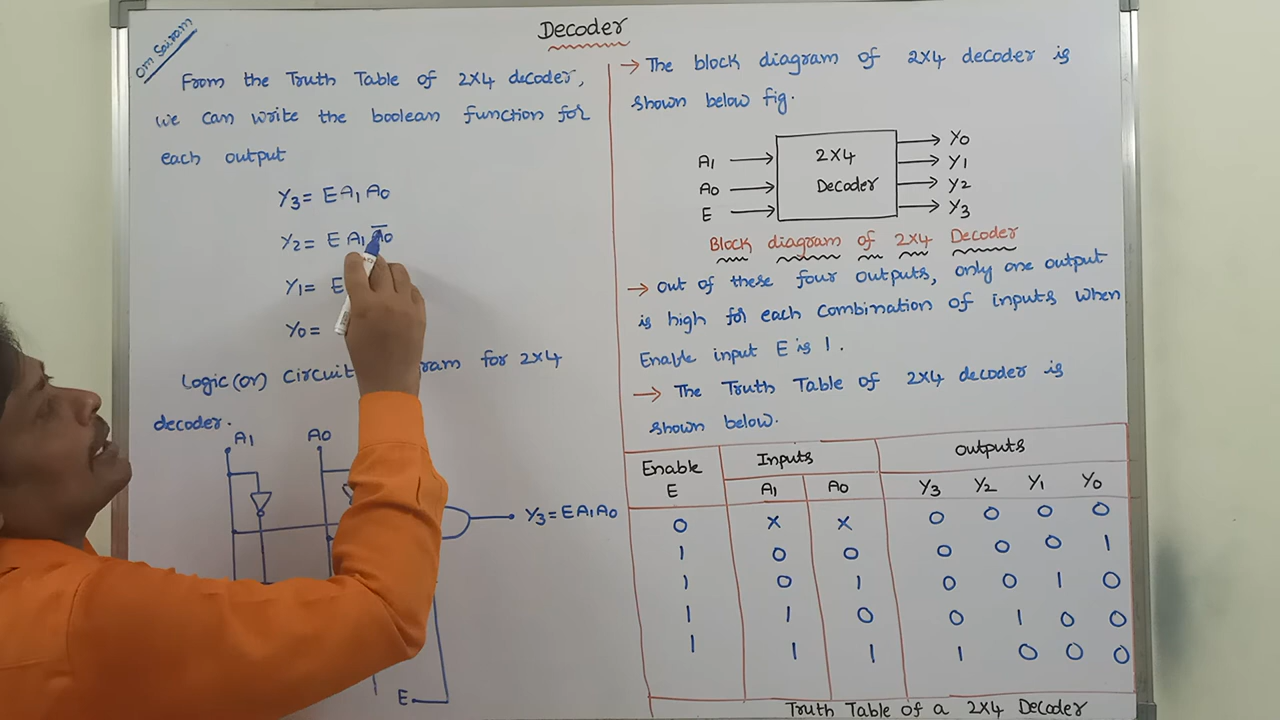 Decoder
Om Sairam
From the Truth Table of 2X4 decoder,
we can write the boolean function for
each output
Y3 = E A1 A0
Y2 = E A1 A̅0
Y1 = E
Y0 =
Logic (or) circuit ram for 2X4
decoder.
A1 A0
Y3 = E A1 A0
E
→ The block diagram of 2X4 decoder is
shown below fig.
A1
A0
E
2X4
Decoder
Y0
Y1
Y2
Y3
Block diagram of 2X4 Decoder
→ out of these four outputs, only one output
is high for each combination of inputs when
Enable input E is 1.
→ The Truth Table of 2X4 decoder is
shown below.
Enable Inputs outputs
E A1 A0 Y3 Y2 Y1 Y0
0 X X 0 0 0 0
1 0 0 0 0 0 1
1 0 1 0 0 1 0
1 1 0 0 1 0 0
1 1 1 1 0 0 0
Truth Table of a 2X4 Decoder